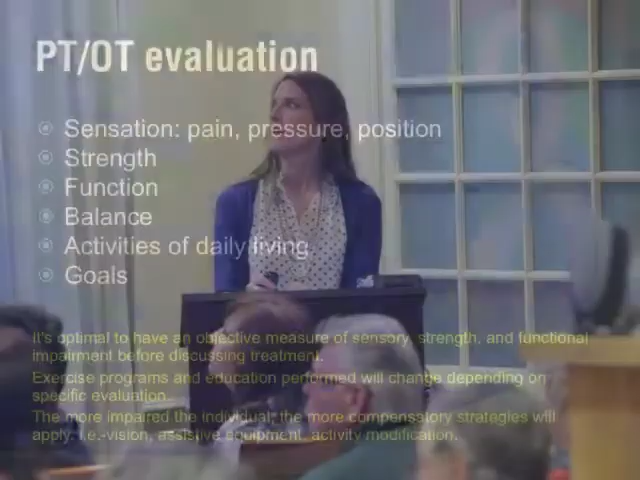 PT/OT evaluation
Sensation: pain, pressure, position
Strength
Function
Balance
Activities of daily living
Goals
It's optimal to have an objective measure of sensory, strength, and functional
impairment before discussing treatment.
Exercise programs and education performed will change depending on
specific evaluation.
The more impaired the individual, the more compensatory strategies will
apply. i.e.-vision, assistive equipment, activity modification.